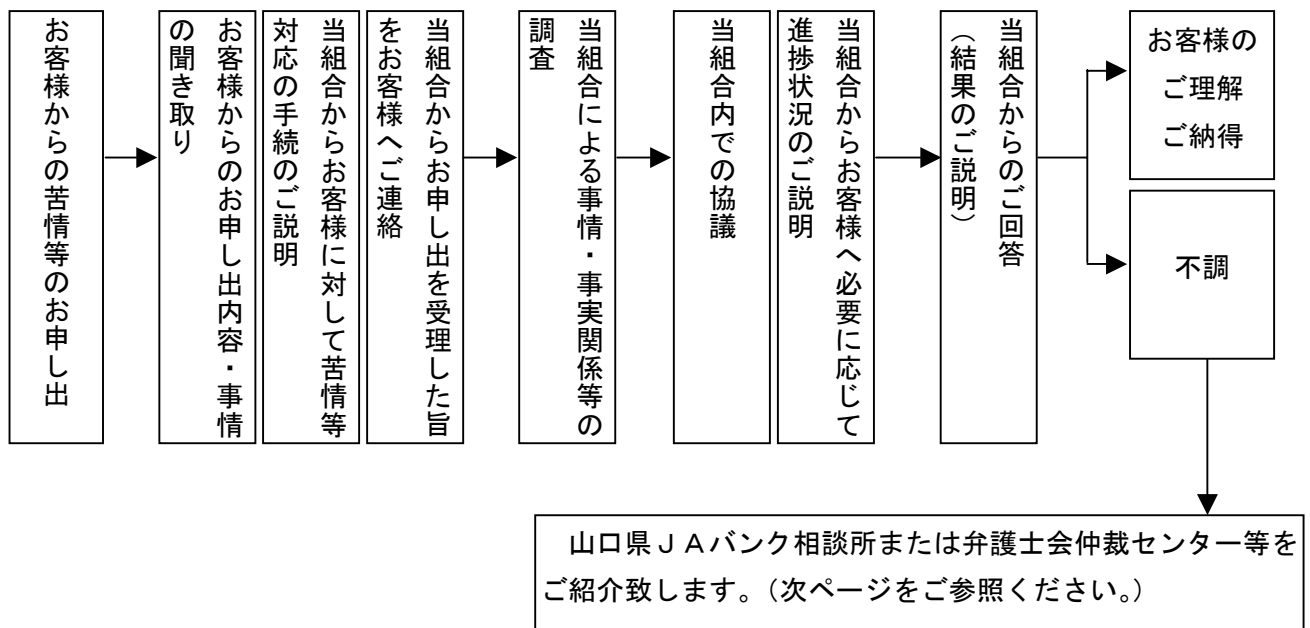 お客様からの苦情等のお申し出
お客様からのお申し出内容・事情
の聞き取り
当組合からお客様に対して苦情等
対応の手続のご説明
当組合からお申し出を受理した旨
をお客様へご連絡
当組合による事情・事実関係等の
調査
当組合内での協議
当組合からお客様へ必要に応じて
進捗状況のご説明
当組合からのご回答
（結果のご説明）
お客様の
ご理解
ご納得
不調
山口県ＪＡバンク相談所または弁護士会仲裁センター等を
ご紹介致します。（次ページをご参照ください。）